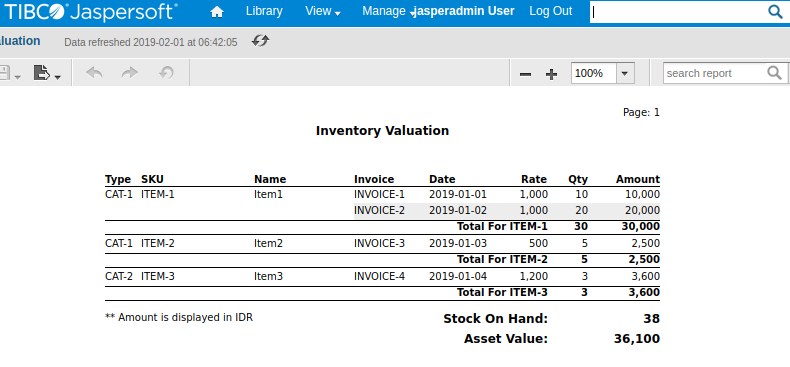 TIBCO Jaspersoft® Library View Manage jasperadmin User Log Out
aluation Data refreshed 2019-02-01 at 06:42:05
100% search report
Page: 1
Inventory Valuation
Type SKU Name Invoice Date Rate Qty Amount
CAT-1 ITEM-1 Item1 INVOICE-1 2019-01-01 1,000 10 10,000
INVOICE-2 2019-01-02 1,000 20 20,000
Total For ITEM-1 30 30,000
CAT-1 ITEM-2 Item2 INVOICE-3 2019-01-03 500 5 2,500
Total For ITEM-2 5 2,500
CAT-2 ITEM-3 Item3 INVOICE-4 2019-01-04 1,200 3 3,600
Total For ITEM-3 3 3,600
** Amount is displayed in IDR Stock On Hand: 38
Asset Value: 36,100